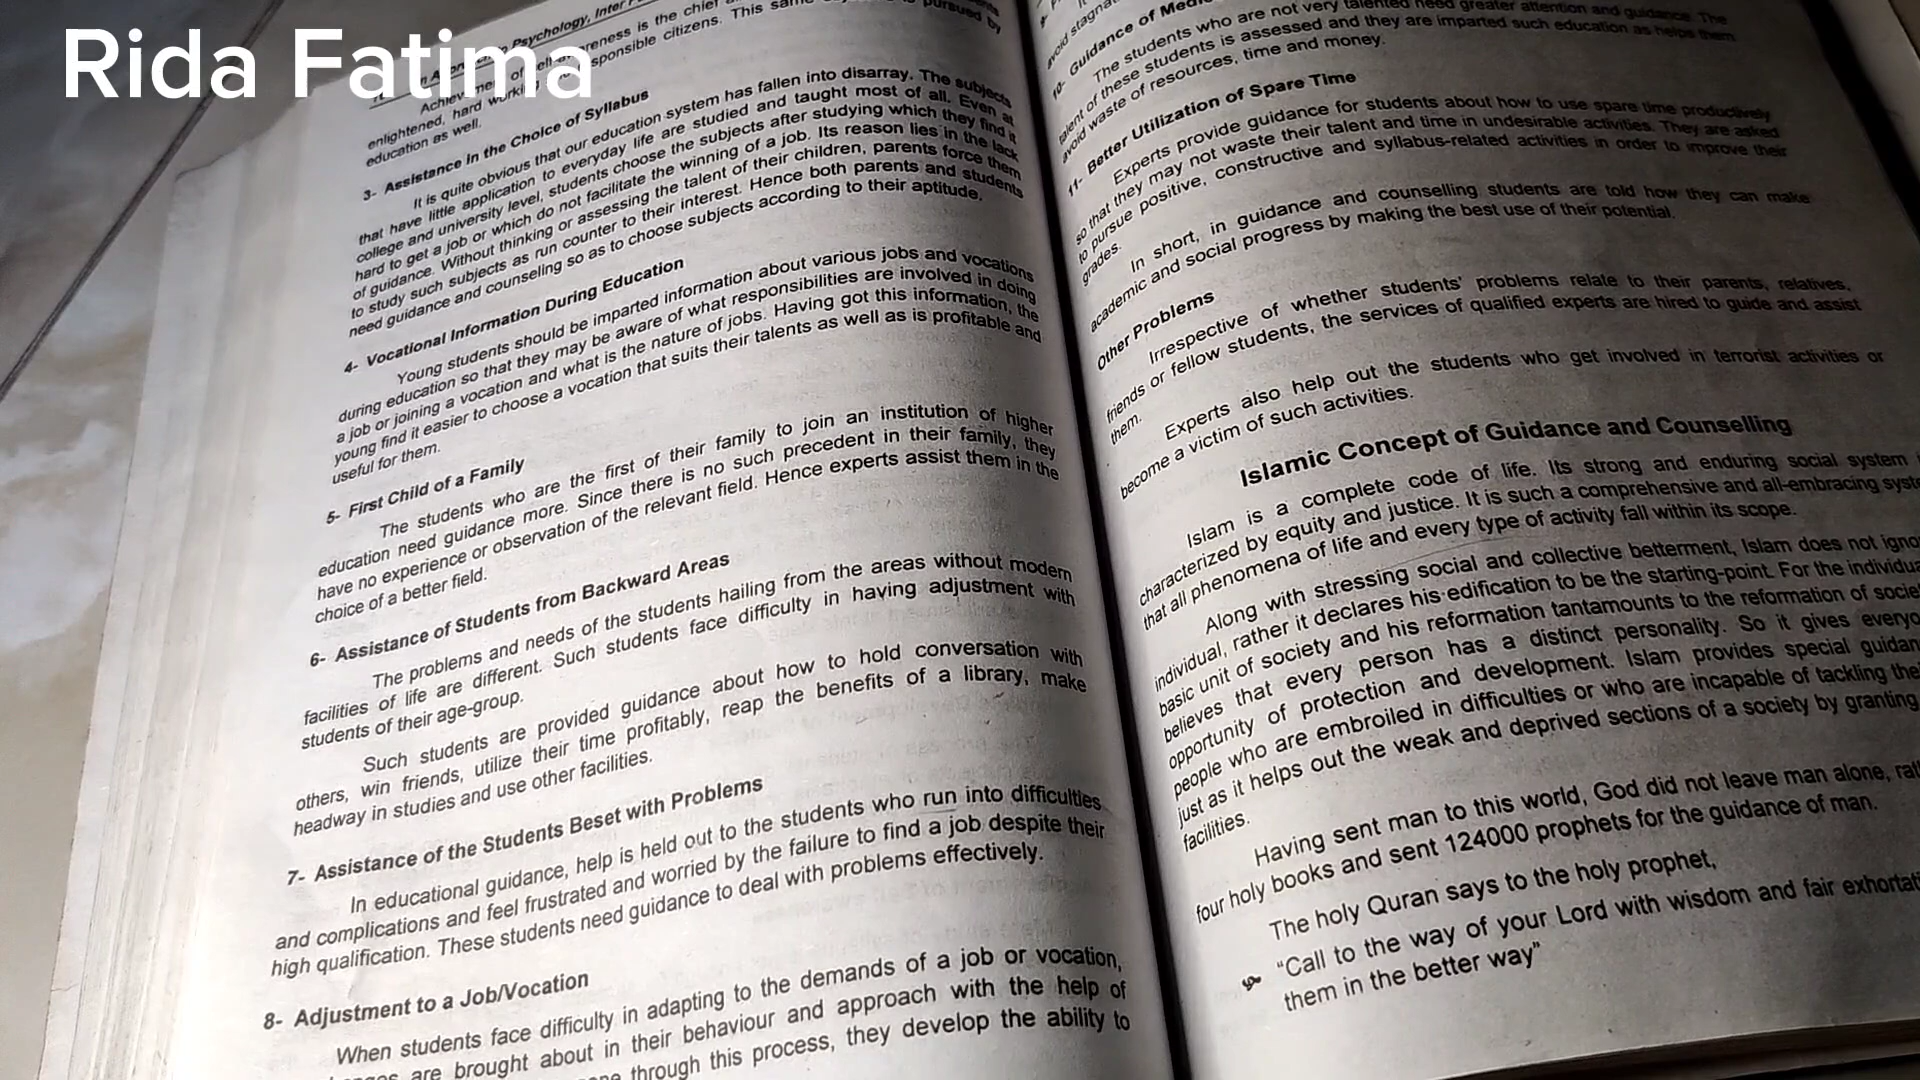 Rida Fatima
Psychology, Inter
pursued by
enlightened, hard working responsible citizens. This
education as well.
3- Assistance in the Choice of Syllabus
It is quite obvious that our education system has fallen into disarray. The subjects
that have little application to everyday life are studied and taught most of all. Even at
college and university level, students choose the subjects after studying which they find it
hard to get a job or which do not facilitate the winning of a job. Its reason lies in the lack
of guidance. Without thinking or assessing the talent of their children, parents force them
to study such subjects as run counter to their interest. Hence both parents and students
need guidance and counseling so as to choose subjects according to their aptitude.
4- Vocational Information During Education
Young students should be imparted information about various jobs and vocations
during education so that they may be aware of what responsibilities are involved in doing
a job or joining a vocation and what is the nature of jobs. Having got this information, the
young find it easier to choose a vocation that suits their talents as well as is profitable and
useful for them.
5- First Child of a Family
The students who are the first of their family to join an institution of higher
education need guidance more. Since there is no such precedent in their family, they
have no experience or observation of the relevant field. Hence experts assist them in the
choice of a better field.
6- Assistance of Students from Backward Areas
The problems and needs of the students hailing from the areas without modern
facilities of life are different. Such students face difficulty in having adjustment with
students of their age-group.
Such students are provided guidance about how to hold conversation with
others, win friends, utilize their time profitably, reap the benefits of a library, make
headway in studies and use other facilities.
7- Assistance of the Students Beset with Problems
In educational guidance, help is held out to the students who run into difficulties
and complications and feel frustrated and worried by the failure to find a job despite their
high qualification. These students need guidance to deal with problems effectively.
8- Adjustment to a Job/Vocation
When students face difficulty in adapting to the demands of a job or vocation,
are brought about in their behaviour and approach with the help of
through this process, they develop the ability to
avoid stagna
10- Guidance of
The students who are not very talented need greater attention and guidance. The
talent of these students is assessed and they are imparted such education as helps them
avoid waste of resources, time and money.
11- Better Utilization of Spare Time
Experts provide guidance for students about how to use spare time productively
so that they may not waste their talent and time in undesirable activities. They are asked
to pursue positive, constructive and syllabus-related activities in order to improve their
grades.
In short, in guidance and counselling students are told how they can make
academic and social progress by making the best use of their potential.
Other Problems
Irrespective of whether students' problems relate to their parents, relatives,
friends or fellow students, the services of qualified experts are hired to guide and assist
them.
Experts also help out the students who get involved in terrorist activities or
become a victim of such activities.
Islamic Concept of Guidance and Counselling
Islam is a complete code of life. Its strong and enduring social system
characterized by equity and justice. It is such a comprehensive and all-embracing syst
that all phenomena of life and every type of activity fall within its scope.
Along with stressing social and collective betterment, Islam does not igno
individual, rather it declares his edification to be the starting-point. For the individua
basic unit of society and his reformation tantamounts to the reformation of socie
believes that every person has a distinct personality. So it gives everyo
opportunity of protection and development. Islam provides special guidan
people who are embroiled in difficulties or who are incapable of tackling the
just as it helps out the weak and deprived sections of a society by granting
facilities.
Having sent man to this world, God did not leave man alone, rat
four holy books and sent 124000 prophets for the guidance of man.
The holy Quran says to the holy prophet,
"Call to the way of your Lord with wisdom and fair exhortati
them in the better way"